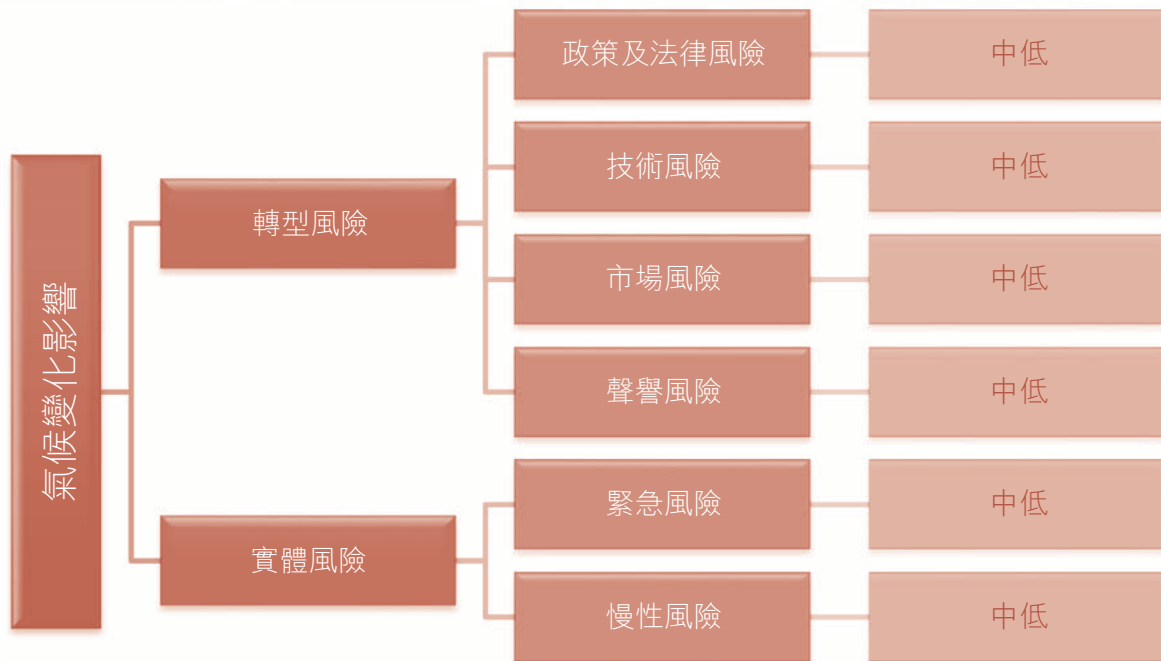 氣候變化影響
轉型風險
政策及法律風險
中低
技術風險
中低
市場風險
中低
聲譽風險
中低
實體風險
緊急風險
中低
慢性風險
中低